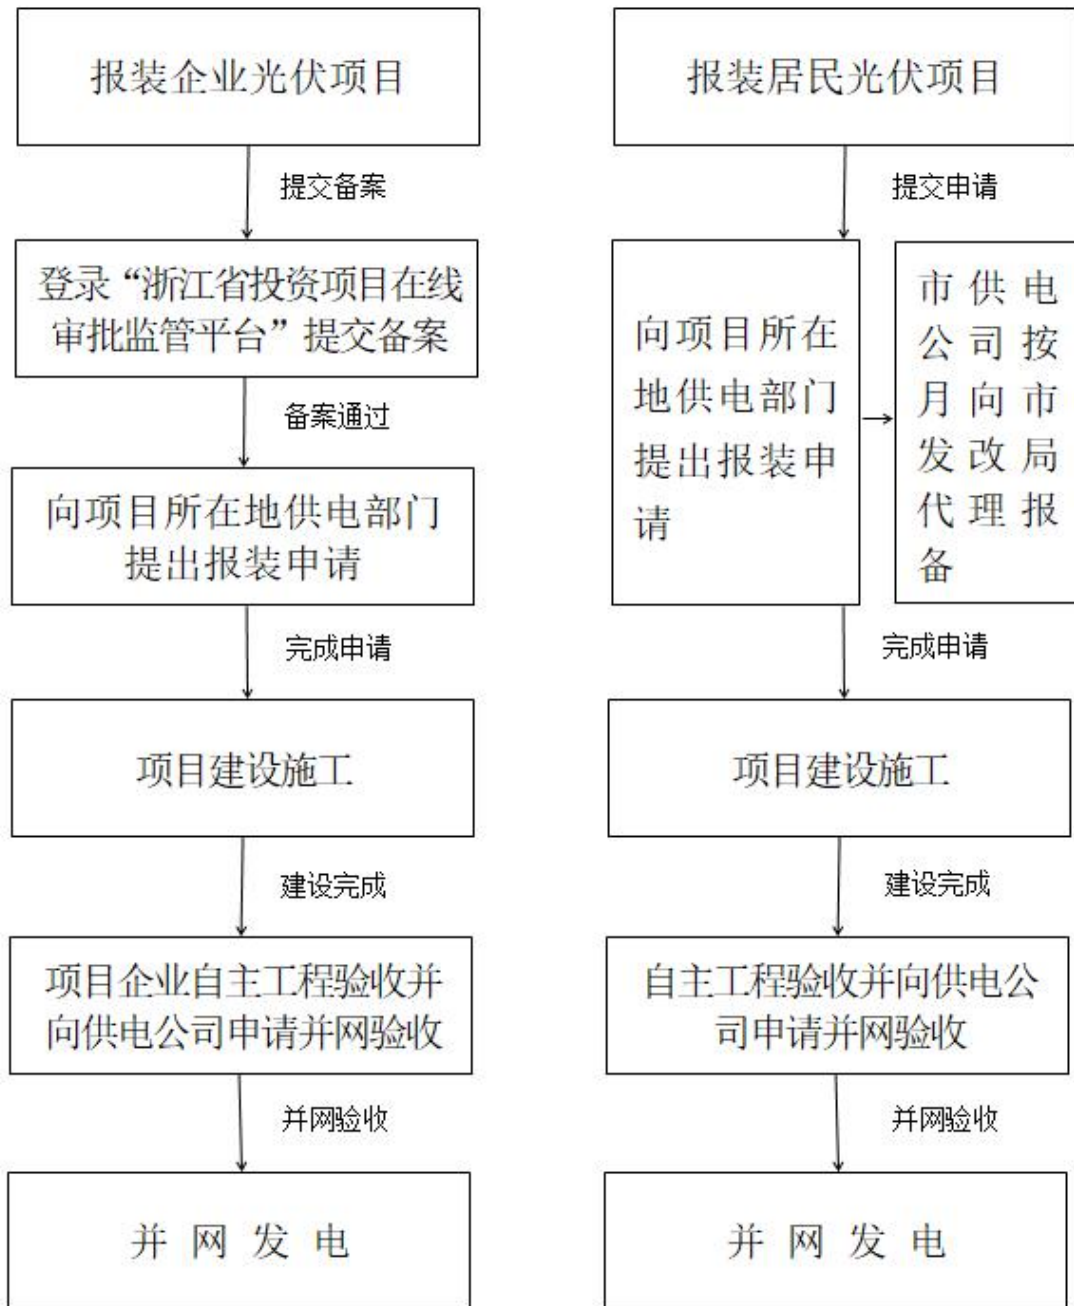 报装企业光伏项目
提交备案
登录“浙江省投资项目在线
审批监管平台”提交备案
备案通过
向项目所在地供电部门
提出报装申请
完成申请
项目建设施工
建设完成
项目企业自主工程验收并
向供电公司申请并网验收
并网验收
并网发电
报装居民光伏项目
提交申请
向项目所在
地供电部门
提出报装申
请
市供电
公司按
月向市
发改局
代理报
备
完成申请
项目建设施工
建设完成
自主工程验收并向供电公
司申请并网验收
并网验收
并网发电